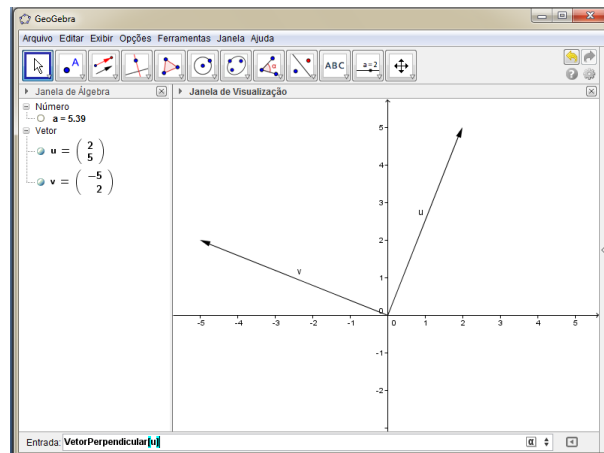 GeoGebra
Arquivo Editar Exibir Opções Ferramentas Janela Ajuda
A
ABC
a=2
Janela de Álgebra
Janela de Visualização
Número
a = 5.39
Vetor
u = ( 2
5 )
v = ( -5
2 )
5
4
3
2
1
0
-1
-2
-5 -4 -3 -2 -1 0 1 2 3 4 5
u
v
Entrada: VetorPerpendicular[u] α